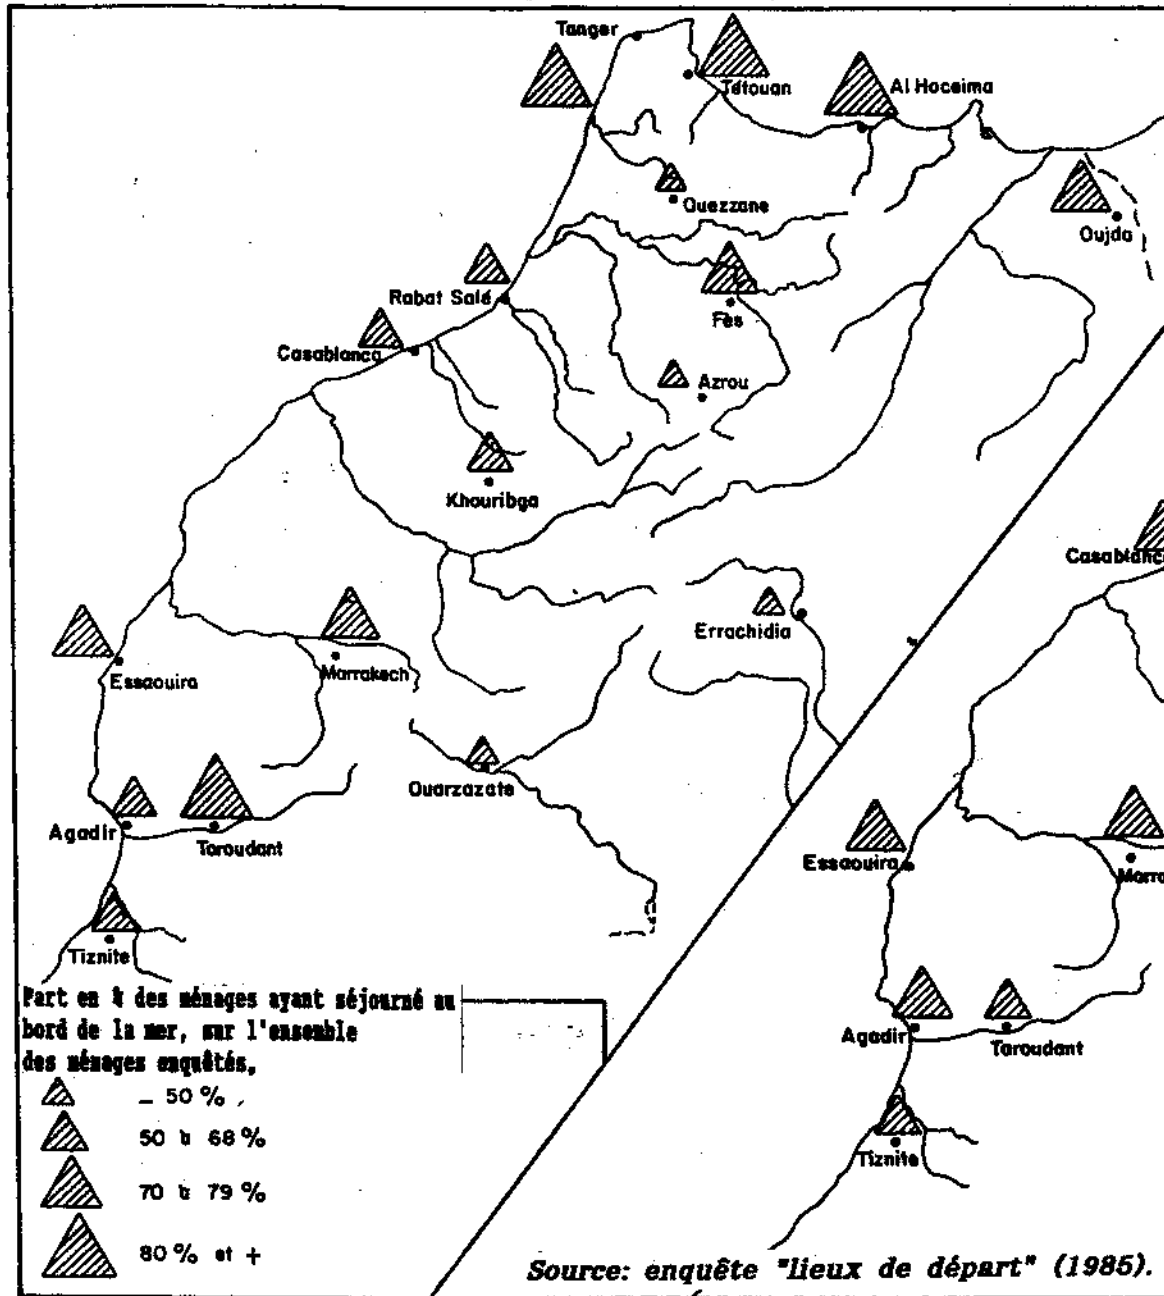 Tanger
Tétouan
Al Hoceima
Ouezzane
Oujda
Rabat Salé
Fès
Casablanca
Azrou
Khouribga
Casablanca
Errachidia
Essaouira
Marrakech
Ouarzazate
Agadir
Taroudant
Essaouira
Tiznite
Agadir
Taroudant
Tiznite
Part en % des ménages ayant séjourné au
bord de la mer, sur l'ensemble
des ménages enquêtés.
- 50 %
50 à 68 %
70 à 79 %
80 % et +
Source: enquête "lieux de départ" (1985).